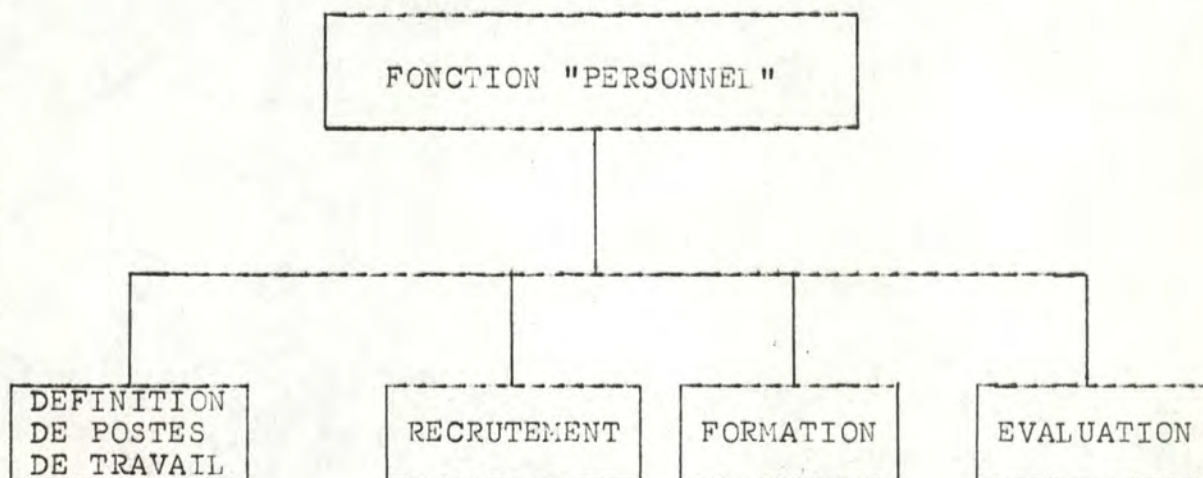 FONCTION "PERSONNEL"
DEFINITION
DE POSTES
DE TRAVAIL
RECRUTEMENT
FORMATION
EVALUATION